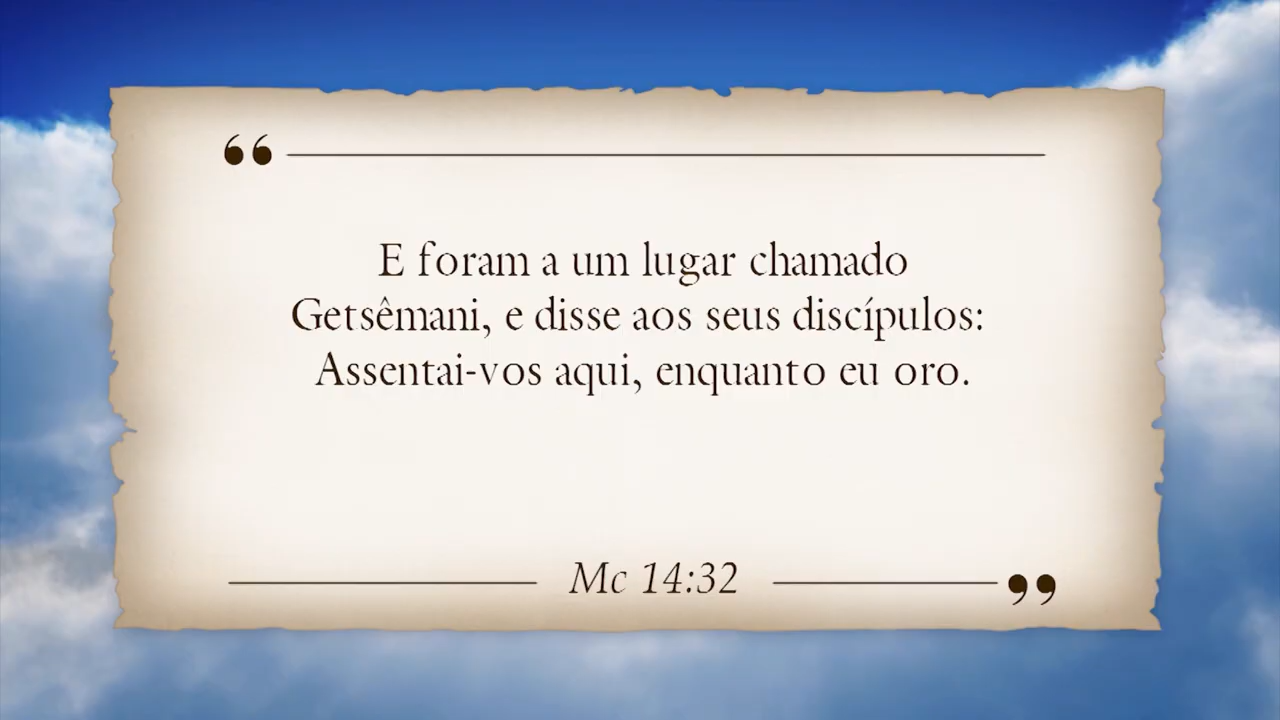 “
E foram a um lugar chamado
Getsêmani, e disse aos seus discípulos:
Assentai-vos aqui, enquanto eu oro.
Mc 14:32
”